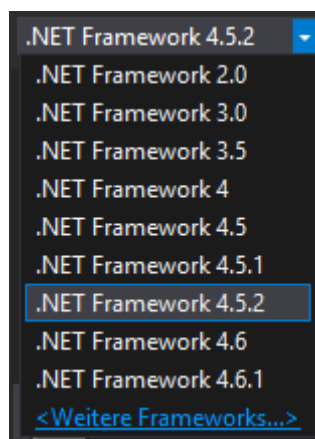 .NET Framework 4.5.2
.NET Framework 2.0
.NET Framework 3.0
.NET Framework 3.5
.NET Framework 4
.NET Framework 4.5
.NET Framework 4.5.1
.NET Framework 4.5.2
.NET Framework 4.6
.NET Framework 4.6.1
<Weitere Frameworks...>